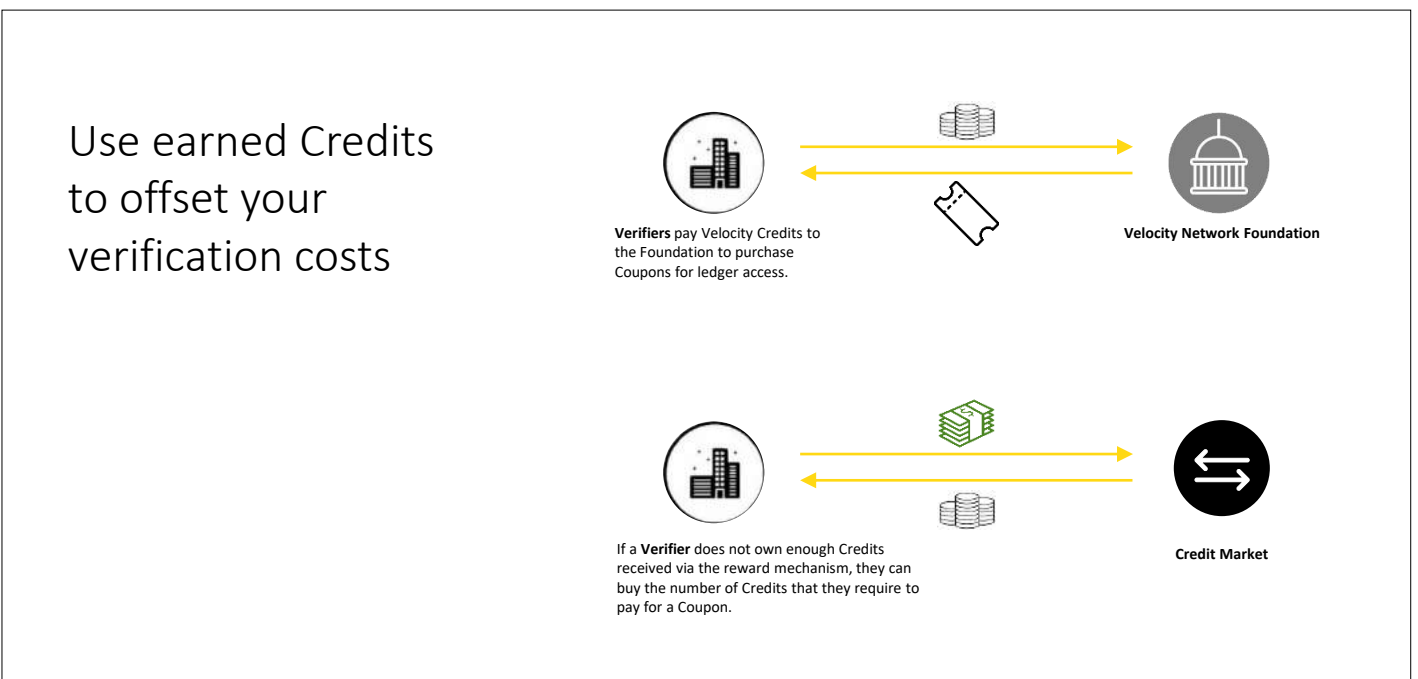 Use earned Credits
to offset your
verification costs
Verifiers pay Velocity Credits to
the Foundation to purchase
Coupons for ledger access.
Velocity Network Foundation
If a Verifier does not own enough Credits
received via the reward mechanism, they can
buy the number of Credits that they require to
pay for a Coupon.
Credit Market